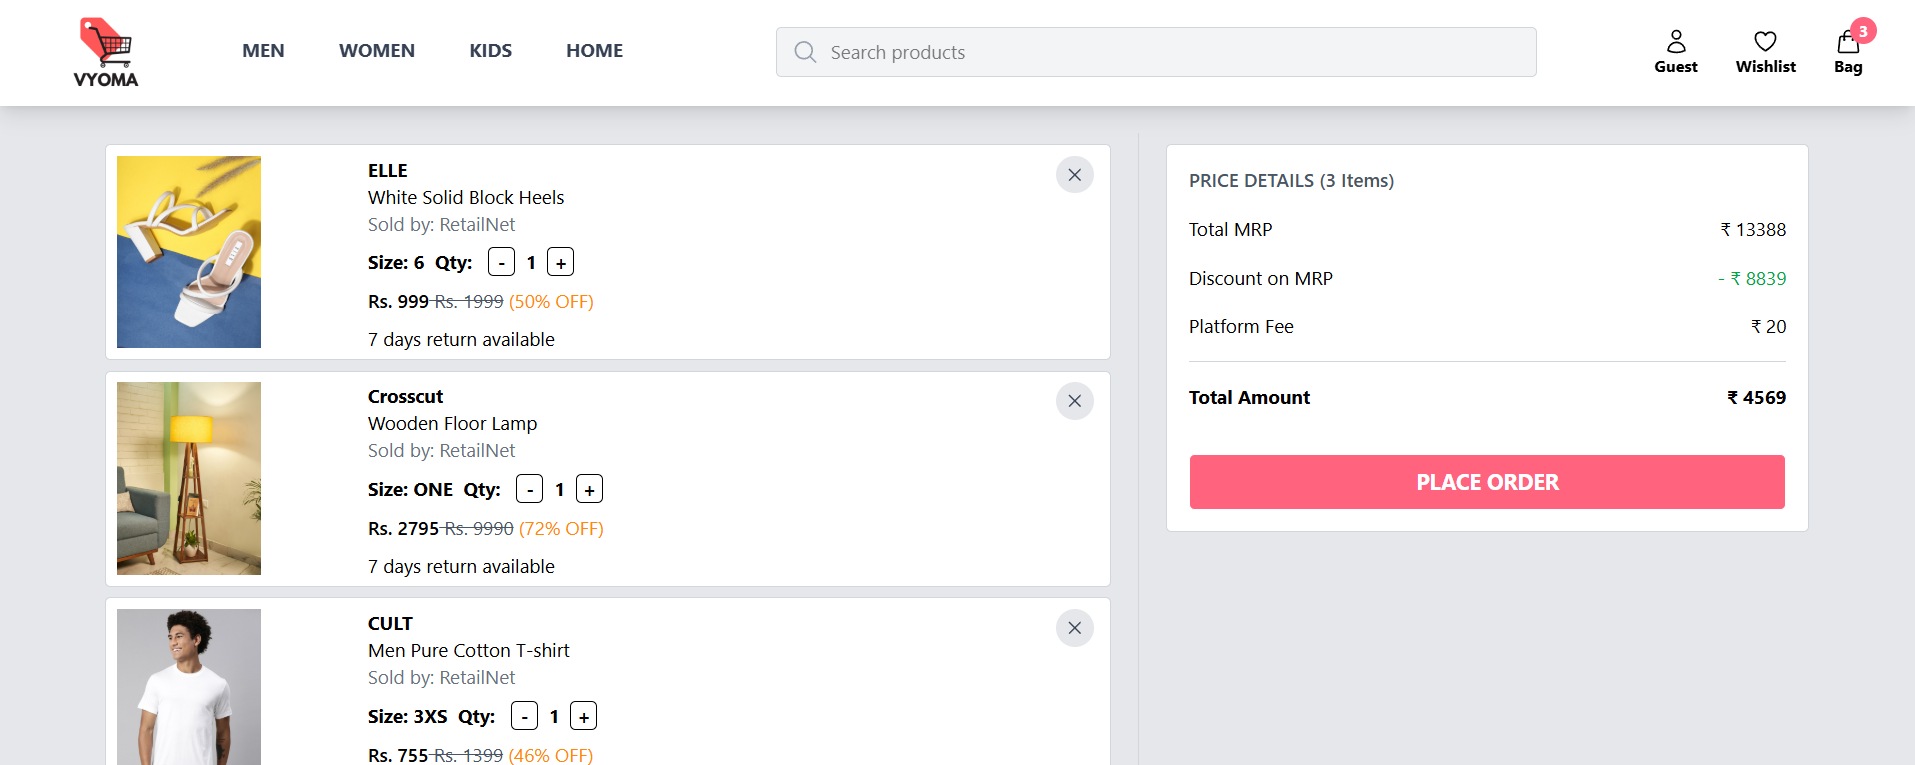 VYOMA
MEN
WOMEN
KIDS
HOME
Search products
Guest
Wishlist
3
Bag
ELLE
White Solid Block Heels
Sold by: RetailNet
Size: 6 Qty: - 1 +
Rs. 999 Rs. 1999 (50% OFF)
7 days return available
Crosscut
Wooden Floor Lamp
Sold by: RetailNet
Size: ONE Qty: - 1 +
Rs. 2795 Rs. 9990 (72% OFF)
7 days return available
CULT
Men Pure Cotton T-shirt
Sold by: RetailNet
Size: 3XS Qty: - 1 +
Rs. 755 Rs. 1399 (46% OFF)
PRICE DETAILS (3 Items)
Total MRP ₹ 13388
Discount on MRP - ₹ 8839
Platform Fee ₹ 20
Total Amount ₹ 4569
PLACE ORDER